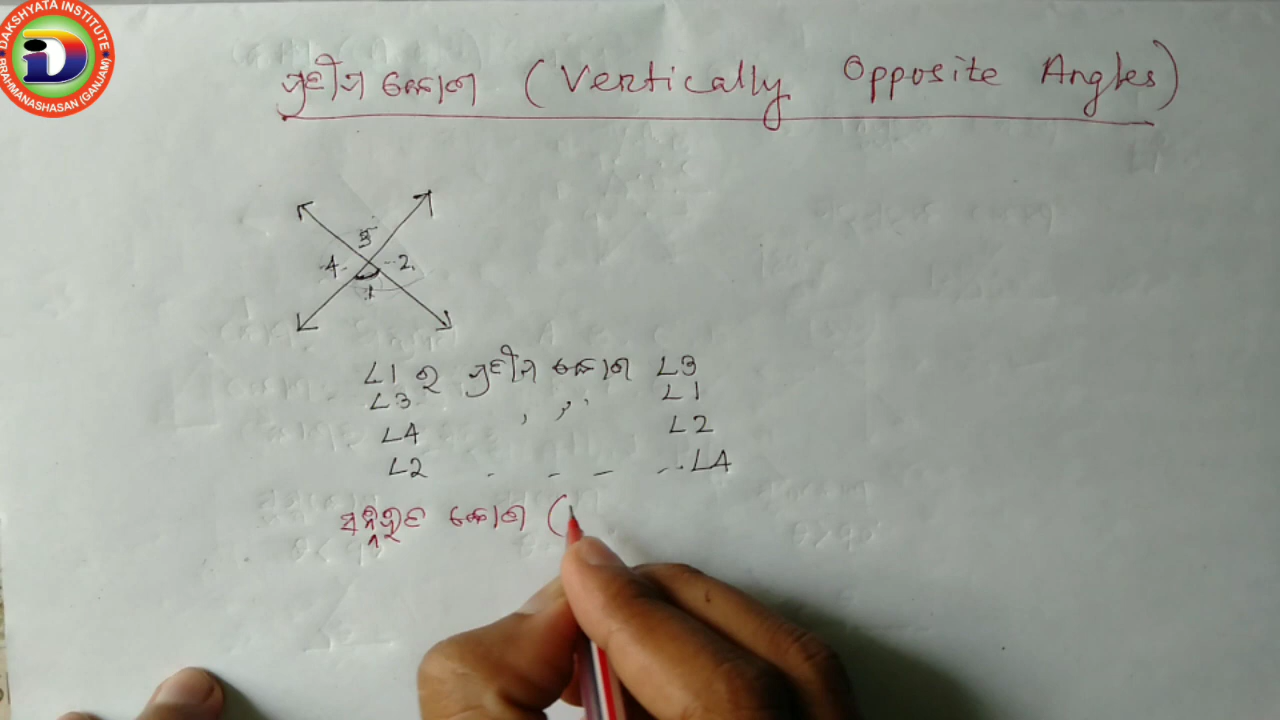 DAKSHYATA INSTITUTE
iD
BRAHMANASHASAN (GANJAM)
ପ୍ରତୀପ କୋଣ (Vertically Opposite Angles)
3
4 2
1
∠1 ର ପ୍ରତୀପ କୋଣ ∠3
∠3 , ,, ∠1
∠4 ∠2
∠2 - - - - ∠4
ସନ୍ନିହିତ କୋଣ (